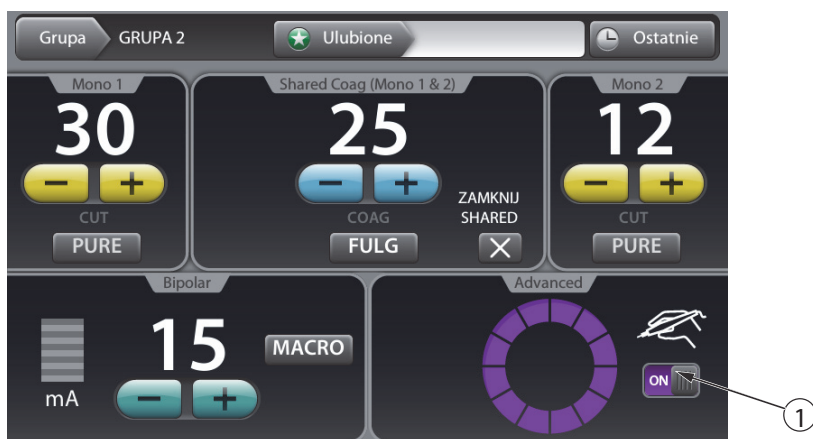 Grupa GRUPA 2 Ulubione Ostatnie
Mono 1 Shared Coag (Mono 1 & 2) Mono 2
30 25 12
− + − + − +
ZAMKNIJ
CUT COAG SHARED CUT
PURE FULG X PURE
Bipolar Advanced
15 MACRO
ON
mA − +
1